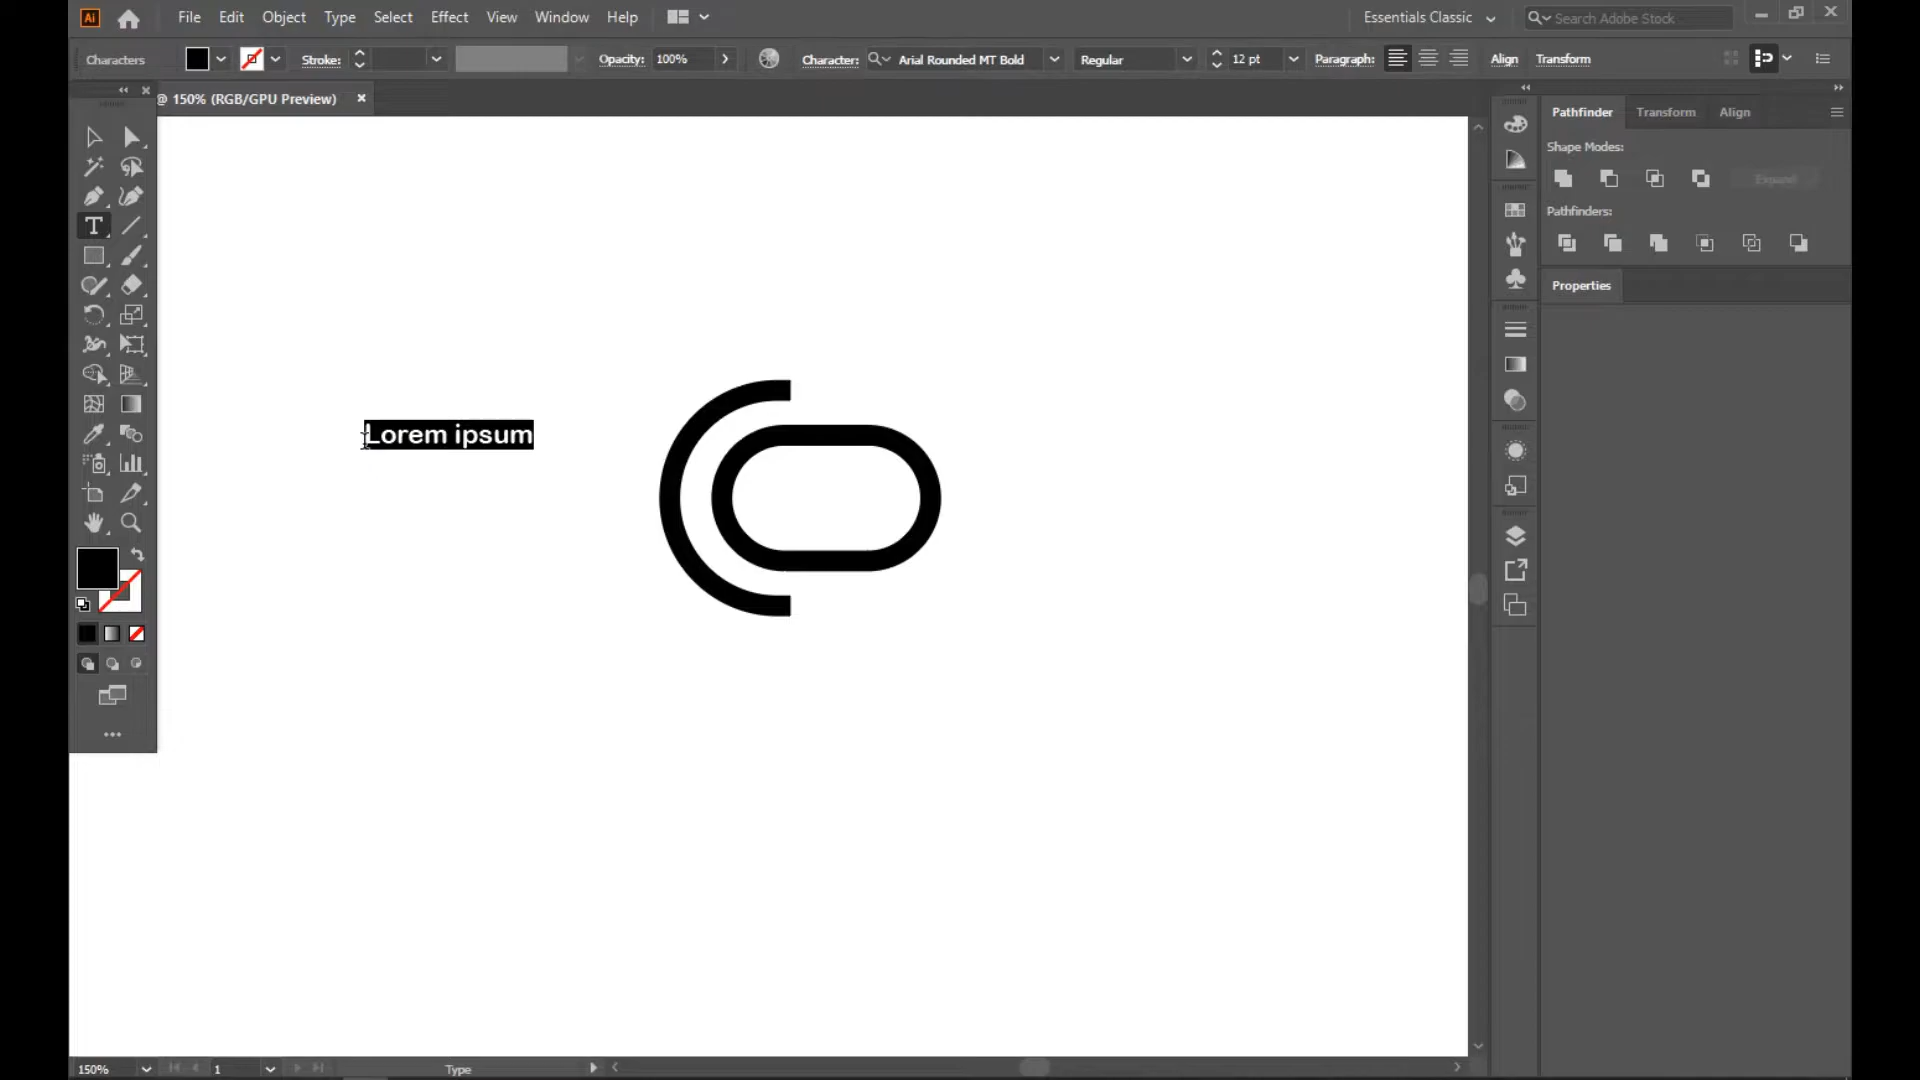 Ai File Edit Object Type Select Effect View Window Help Essentials Classic Search Adobe Stock
Characters Stroke: Opacity: 100% Character: Arial Rounded MT Bold Regular 12 pt Paragraph: Align Transform
@ 150% (RGB/GPU Preview)
Pathfinder Transform Align
Shape Modes:
Expand
Pathfinders:
Properties
Lorem ipsum
150% 1 Type